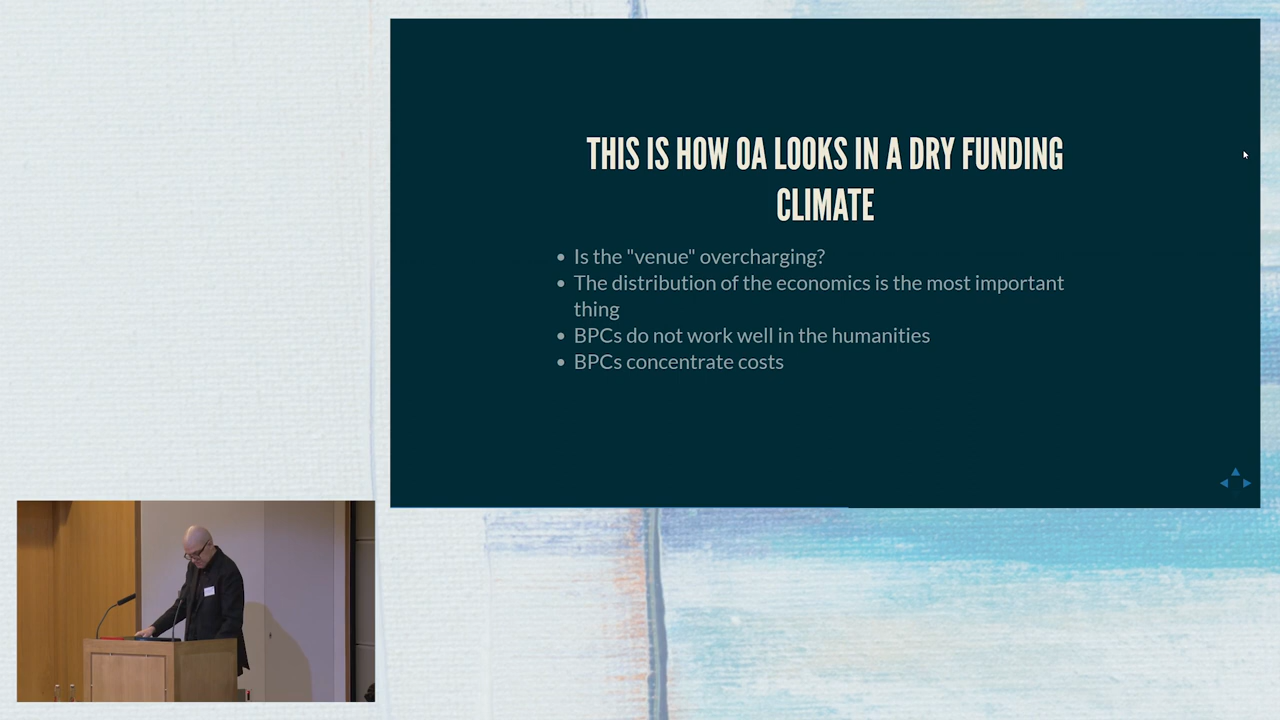 THIS IS HOW OA LOOKS IN A DRY FUNDING
CLIMATE
• Is the "venue" overcharging?
• The distribution of the economics is the most important
thing
• BPCs do not work well in the humanities
• BPCs concentrate costs